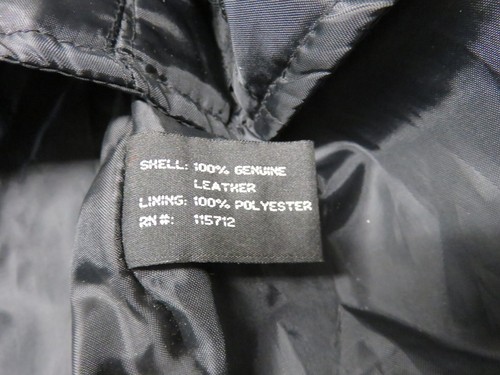 SHELL: 100% GENUINE
LEATHER
LINING: 100% POLYESTER
RN#: 115712